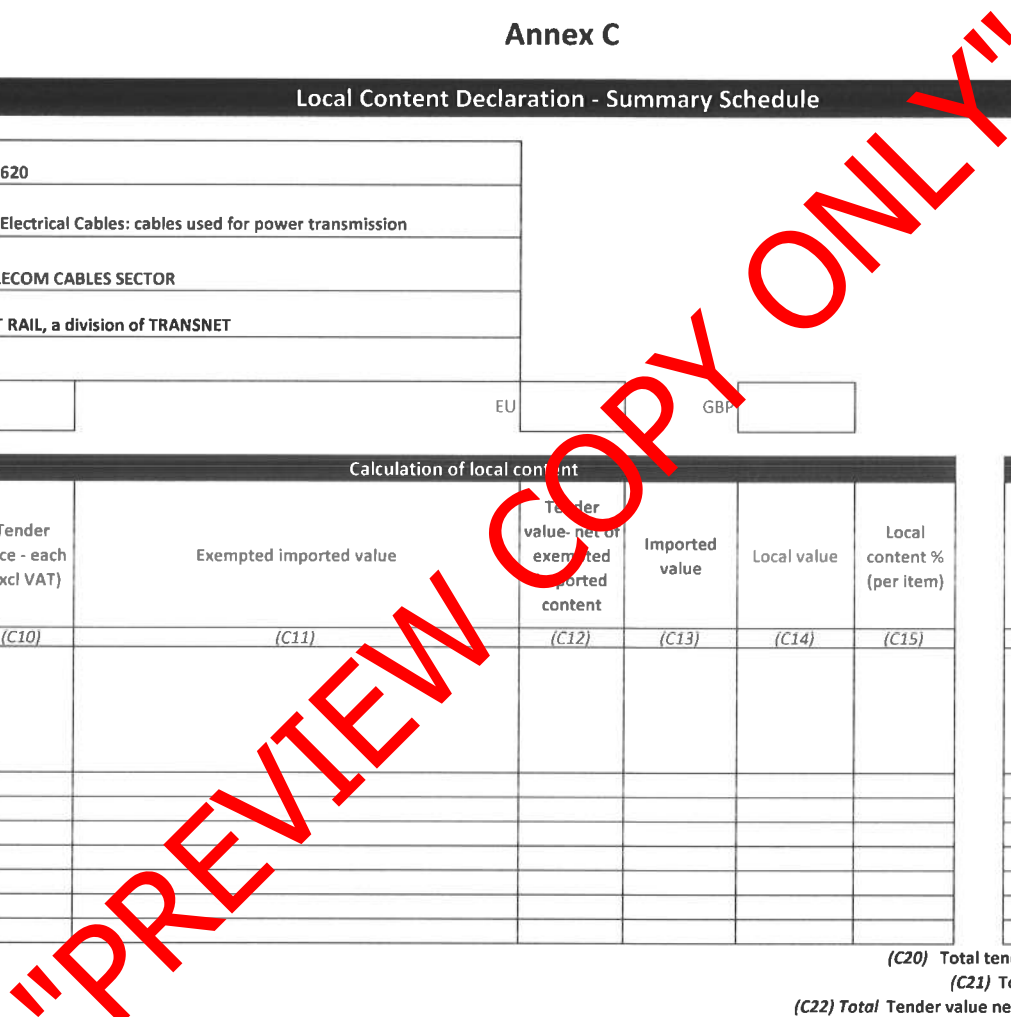 Annex C
Local Content Declaration - Summary Schedule
620
Electrical Cables: cables used for power transmission
ECOM CABLES SECTOR
RAIL, a division of TRANSNET
EU
GBP
Calculation of local content
Tender
ce - each
xcl VAT)
Exempted imported value
Tender
value- net of
exempted
imported
content
Imported
value
Local value
Local
content %
(per item)
(C10)
(C11)
(C12)
(C13)
(C14)
(C15)
(C20) Total ten
(C21) T
(C22) Total Tender value ne
"PREVIEW COPY ONLY"